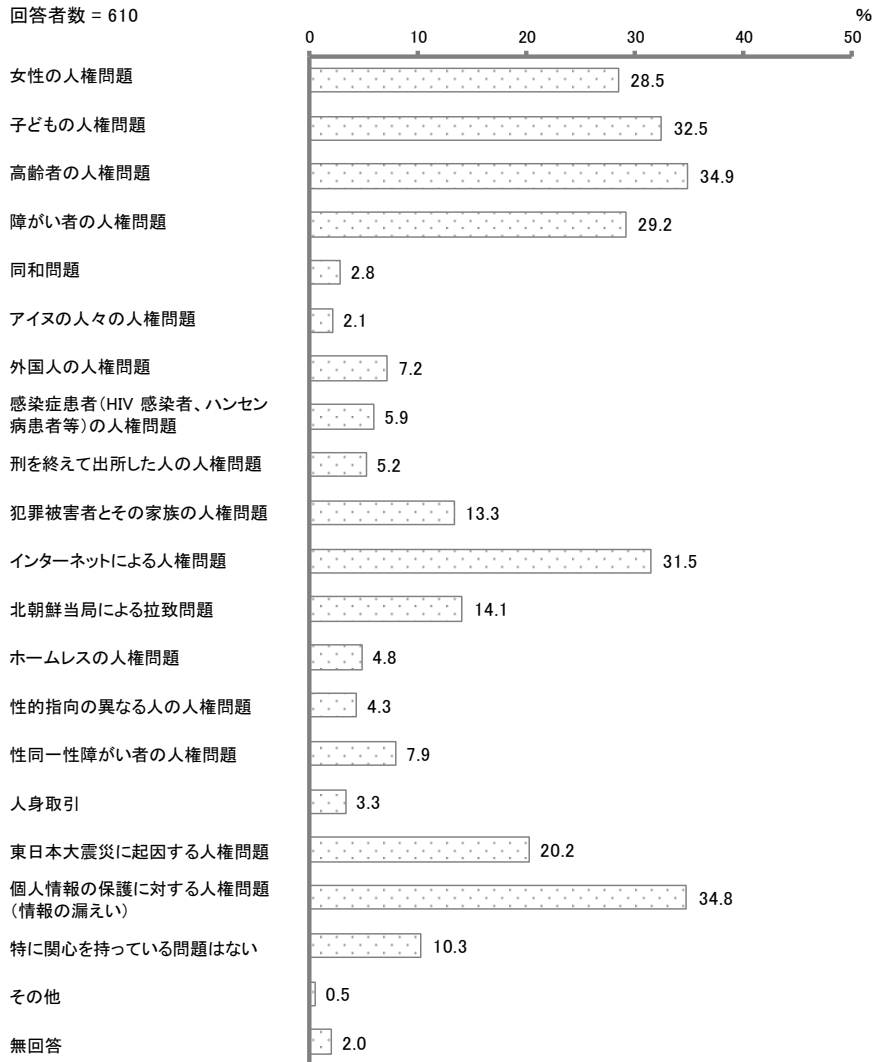 回答者数 = 610
%
0 10 20 30 40 50
女性の人権問題 28.5
子どもの人権問題 32.5
高齢者の人権問題 34.9
障がい者の人権問題 29.2
同和問題 2.8
アイヌの人々の人権問題 2.1
外国人の人権問題 7.2
感染症患者(HIV 感染者、ハンセン
病患者等)の人権問題 5.9
刑を終えて出所した人の人権問題 5.2
犯罪被害者とその家族の人権問題 13.3
インターネットによる人権問題 31.5
北朝鮮当局による拉致問題 14.1
ホームレスの人権問題 4.8
性的指向の異なる人の人権問題 4.3
性同一性障がい者の人権問題 7.9
人身取引 3.3
東日本大震災に起因する人権問題 20.2
個人情報の保護に対する人権問題
(情報の漏えい) 34.8
特に関心を持っている問題はない 10.3
その他 0.5
無回答 2.0